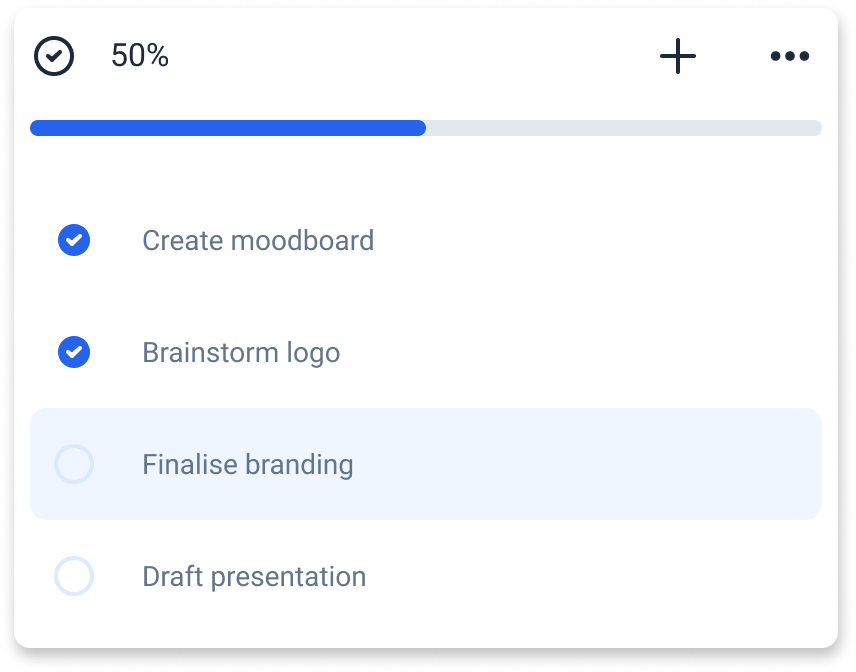 50%
Create moodboard
Brainstorm logo
Finalise branding
Draft presentation